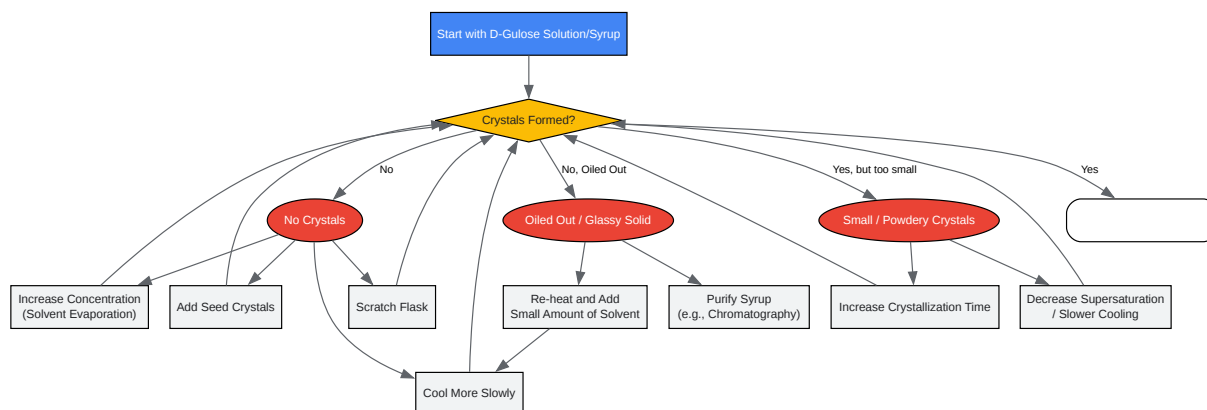 Start with D-Gulose Solution/Syrup
Crystals Formed?
No
No, Oiled Out
Yes, but too small
Yes
No Crystals
Oiled Out / Glassy Solid
Small / Powdery Crystals
Increase Concentration
(Solvent Evaporation)
Add Seed Crystals
Scratch Flask
Re-heat and Add
Small Amount of Solvent
Purify Syrup
(e.g., Chromatography)
Increase Crystallization Time
Decrease Supersaturation
/ Slower Cooling
Cool More Slowly